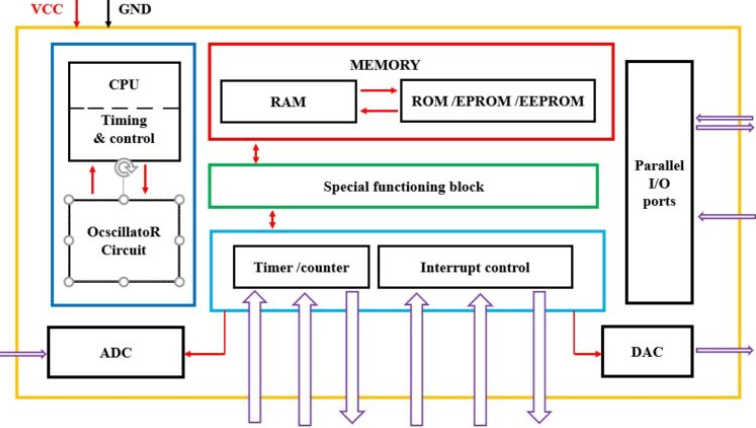 VCC
GND
CPU
Timing
& control
OcscillatoR
Circuit
MEMORY
RAM
ROM /EPROM /EEPROM
Special functioning block
Timer /counter
Interrupt control
Parallel
I/O
ports
ADC
DAC